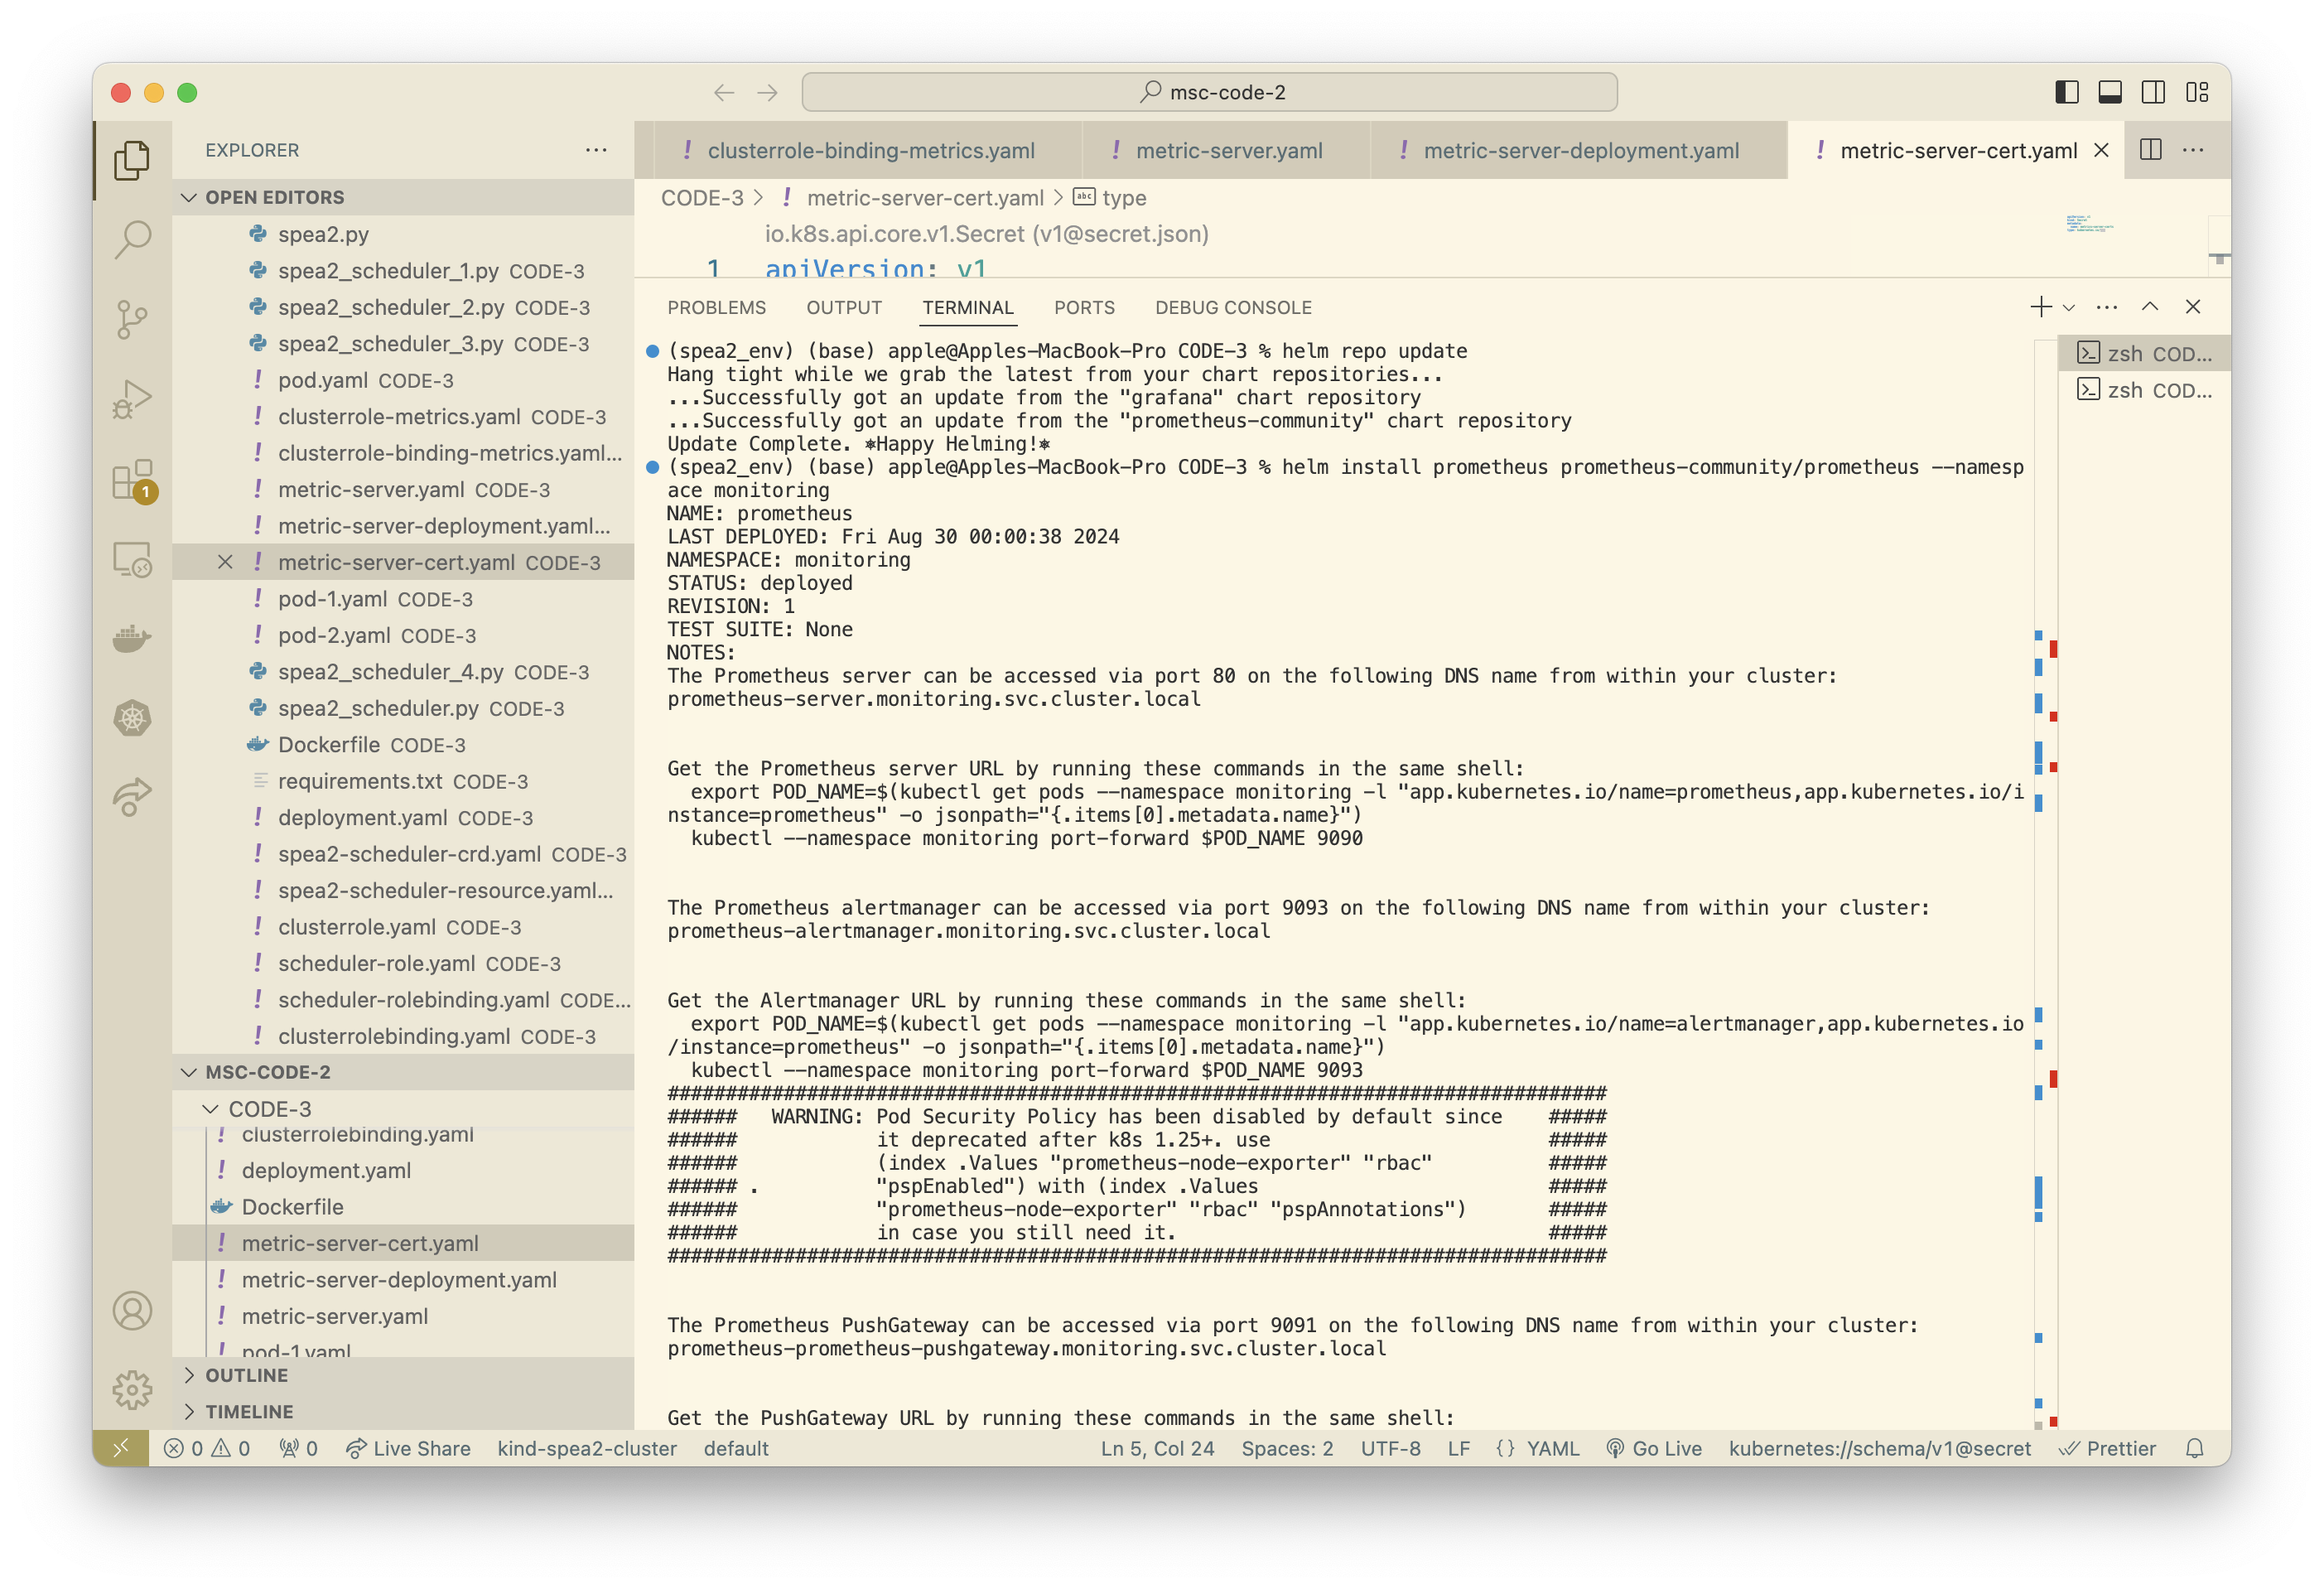 msc-code-2
EXPLORER
OPEN EDITORS
spea2.py
spea2_scheduler_1.py CODE-3
spea2_scheduler_2.py CODE-3
spea2_scheduler_3.py CODE-3
pod.yaml CODE-3
clusterrole-metrics.yaml CODE-3
clusterrole-binding-metrics.yaml...
metric-server.yaml CODE-3
metric-server-deployment.yaml...
metric-server-cert.yaml CODE-3
pod-1.yaml CODE-3
pod-2.yaml CODE-3
spea2_scheduler_4.py CODE-3
spea2_scheduler.py CODE-3
Dockerfile CODE-3
requirements.txt CODE-3
deployment.yaml CODE-3
spea2-scheduler-crd.yaml CODE-3
spea2-scheduler-resource.yaml...
clusterrole.yaml CODE-3
scheduler-role.yaml CODE-3
scheduler-rolebinding.yaml CODE...
clusterrolebinding.yaml CODE-3
MSC-CODE-2
CODE-3
clusterrolebinding.yaml
deployment.yaml
Dockerfile
metric-server-cert.yaml
metric-server-deployment.yaml
metric-server.yaml
pod-1.yaml
OUTLINE
TIMELINE
1
clusterrole-binding-metrics.yaml
metric-server.yaml
metric-server-deployment.yaml
metric-server-cert.yaml
CODE-3 > ! metric-server-cert.yaml > abc type
io.k8s.api.core.v1.Secret (v1@secret.json)
1 apiVersion: v1
PROBLEMS OUTPUT TERMINAL PORTS DEBUG CONSOLE
zsh COD...
zsh COD...
(spea2_env) (base) apple@Apples-MacBook-Pro CODE-3 % helm repo update
Hang tight while we grab the latest from your chart repositories...
...Successfully got an update from the "grafana" chart repository
...Successfully got an update from the "prometheus-community" chart repository
Update Complete. ⎈Happy Helming!⎈
(spea2_env) (base) apple@Apples-MacBook-Pro CODE-3 % helm install prometheus prometheus-community/prometheus --namesp
ace monitoring
NAME: prometheus
LAST DEPLOYED: Fri Aug 30 00:00:38 2024
NAMESPACE: monitoring
STATUS: deployed
REVISION: 1
TEST SUITE: None
NOTES:
The Prometheus server can be accessed via port 80 on the following DNS name from within your cluster:
prometheus-server.monitoring.svc.cluster.local
Get the Prometheus server URL by running these commands in the same shell:
export POD_NAME=$(kubectl get pods --namespace monitoring -l "app.kubernetes.io/name=prometheus,app.kubernetes.io/i
nstance=prometheus" -o jsonpath="{.items[0].metadata.name}")
kubectl --namespace monitoring port-forward $POD_NAME 9090
The Prometheus alertmanager can be accessed via port 9093 on the following DNS name from within your cluster:
prometheus-alertmanager.monitoring.svc.cluster.local
Get the Alertmanager URL by running these commands in the same shell:
export POD_NAME=$(kubectl get pods --namespace monitoring -l "app.kubernetes.io/name=alertmanager,app.kubernetes.io
/instance=prometheus" -o jsonpath="{.items[0].metadata.name}")
kubectl --namespace monitoring port-forward $POD_NAME 9093
#################################################################################
###### WARNING: Pod Security Policy has been disabled by default since #####
###### it deprecated after k8s 1.25+. use #####
###### (index .Values "prometheus-node-exporter" "rbac" #####
###### . "pspEnabled") with (index .Values #####
###### "prometheus-node-exporter" "rbac" "pspAnnotations") #####
###### in case you still need it. #####
#################################################################################
The Prometheus PushGateway can be accessed via port 9091 on the following DNS name from within your cluster:
prometheus-prometheus-pushgateway.monitoring.svc.cluster.local
Get the PushGateway URL by running these commands in the same shell:
0 0 0 Live Share kind-spea2-cluster default Ln 5, Col 24 Spaces: 2 UTF-8 LF {} YAML Go Live kubernetes://schema/v1@secret Prettier